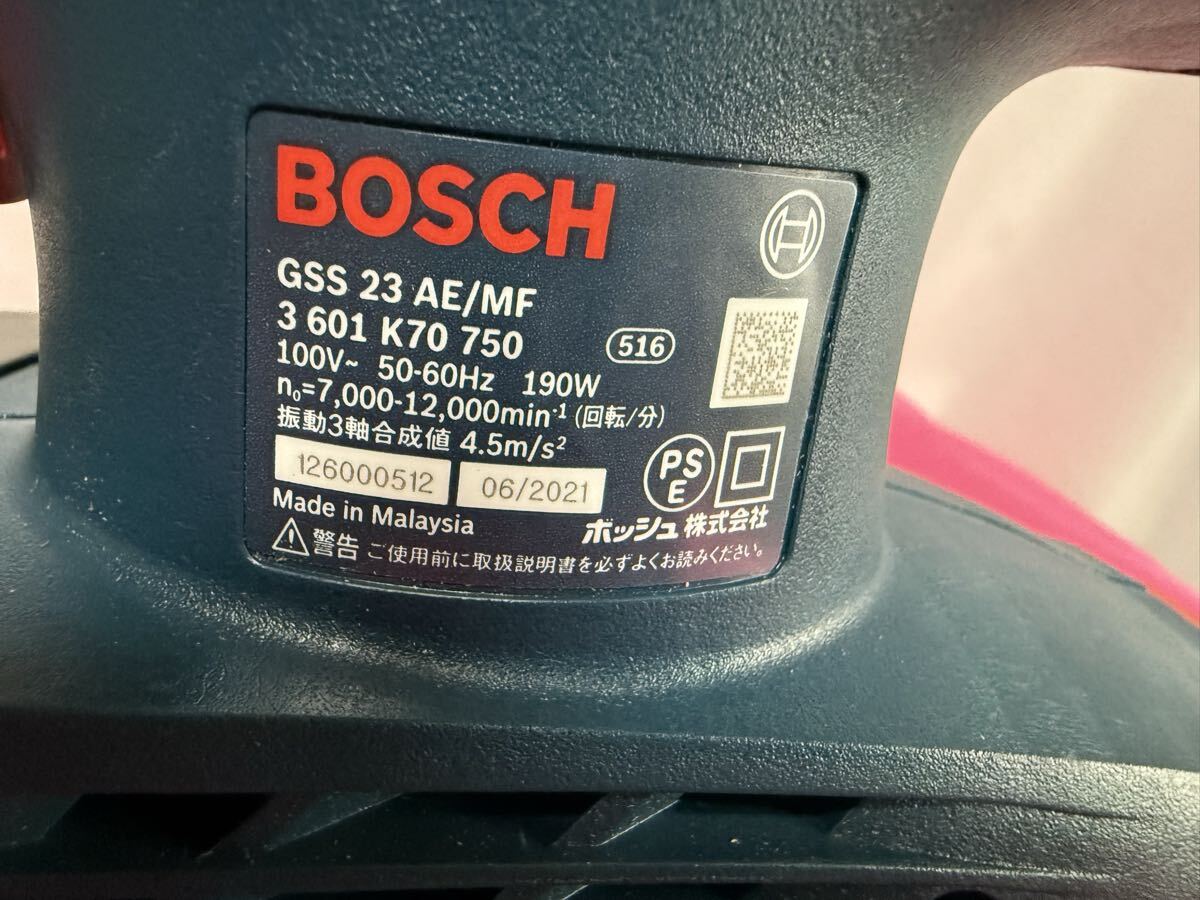 BOSCH
GSS 23 AE/MF
3 601 K70 750
516
100V~ 50-60Hz 190W
n₀=7,000-12,000min⁻¹ (回転/分)
振動3軸合成値 4.5m/s²
126000512 06/2021
PS
E
Made in Malaysia
ボッシュ株式会社
警告 ご使用前に取扱説明書を必ずよくお読みください。